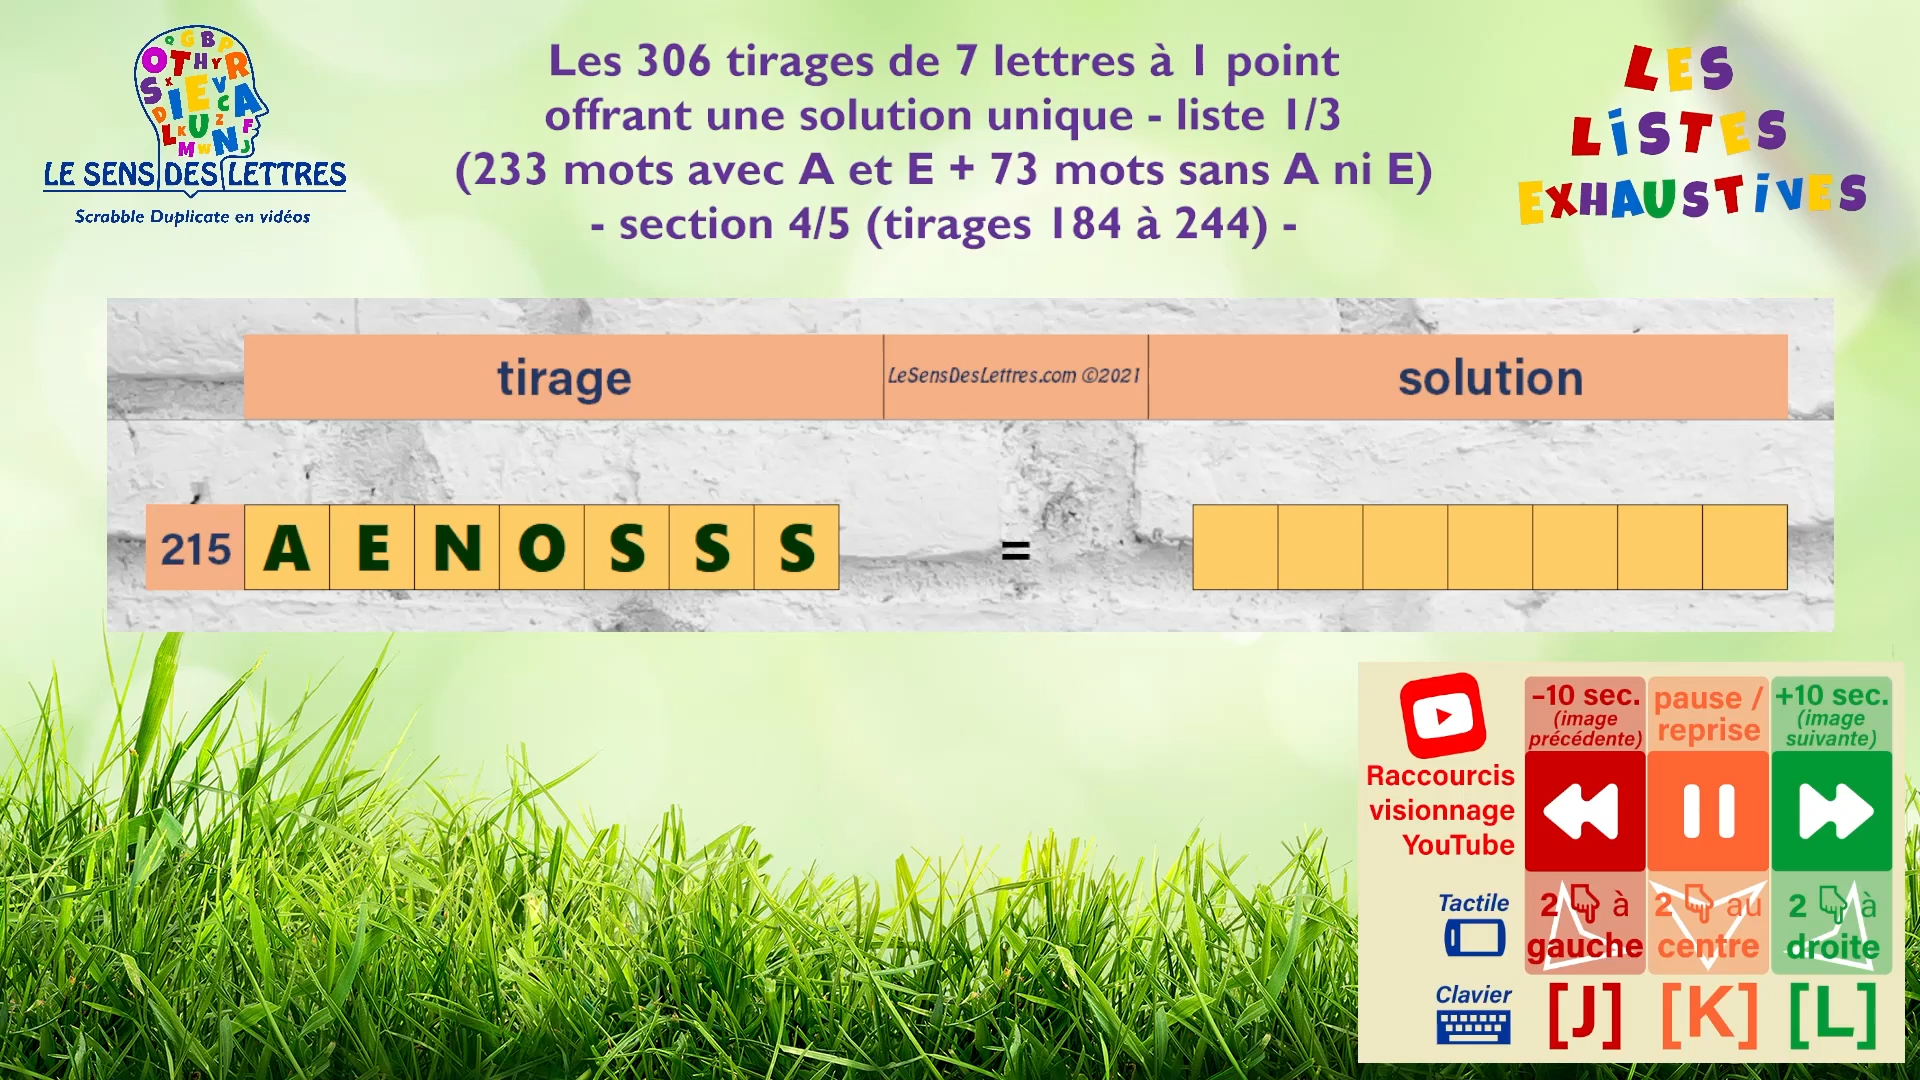 LE SENS DES LETTRES
Scrabble Duplicate en vidéos
Les 306 tirages de 7 lettres à 1 point
offrant une solution unique - liste 1/3
(233 mots avec A et E + 73 mots sans A ni E)
- section 4/5 (tirages 184 à 244) -
LES
LiSTES
EXHAUSTiVES
tirage
LeSensDesLettres.com ©2021
solution
215 A E N O S S S =
-10 sec.
(image
précédente)
pause /
reprise
+10 sec.
(image
suivante)
Raccourcis
visionnage
YouTube
Tactile
2 à
gauche
2 au
centre
2 à
droite
Clavier
[J] [K] [L]